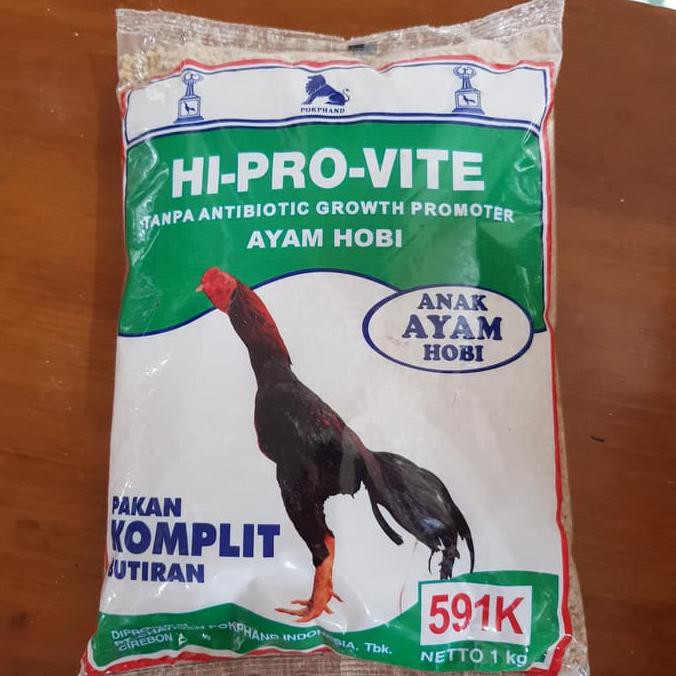 POKPHAND
HI-PRO-VITE
TANPA ANTIBIOTIC GROWTH PROMOTER
AYAM HOBI
ANAK
AYAM
HOBI
PAKAN
KOMPLIT
BUTIRAN
591K
POKPHAND INDONESIA, Tbk.
CIREBON
NETTO 1 kg